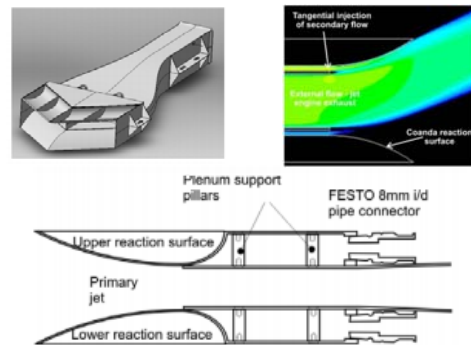 Tangential injection
of secondary flow
External flow - jet
engine exhaust
Coanda reaction
surface
Plenum support
pillars
FESTO 8mm i/d
pipe connector
Upper reaction surface
Primary
jet
Lower reaction surface